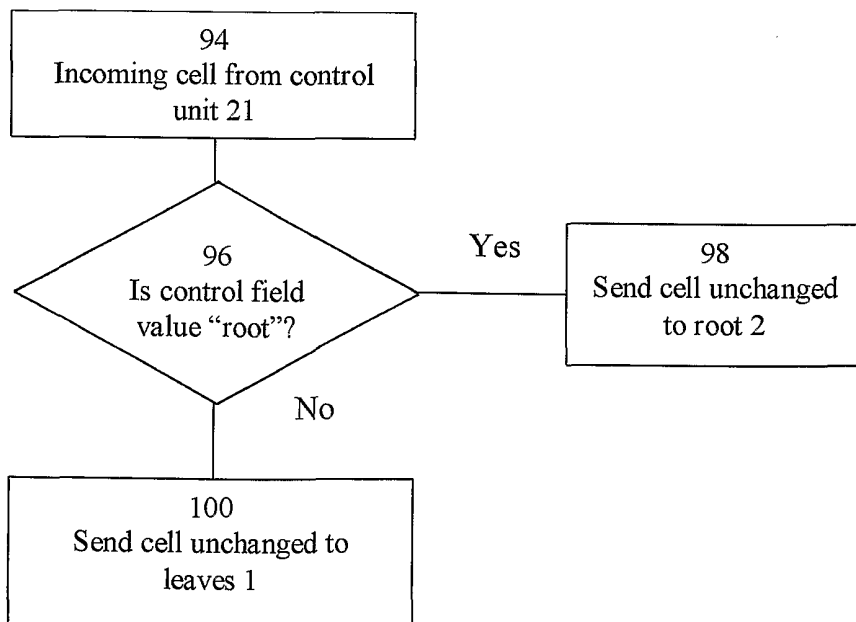 94
Incoming cell from control
unit 21
96
Is control field
value “root”?
Yes
98
Send cell unchanged
to root 2
No
100
Send cell unchanged to
leaves 1